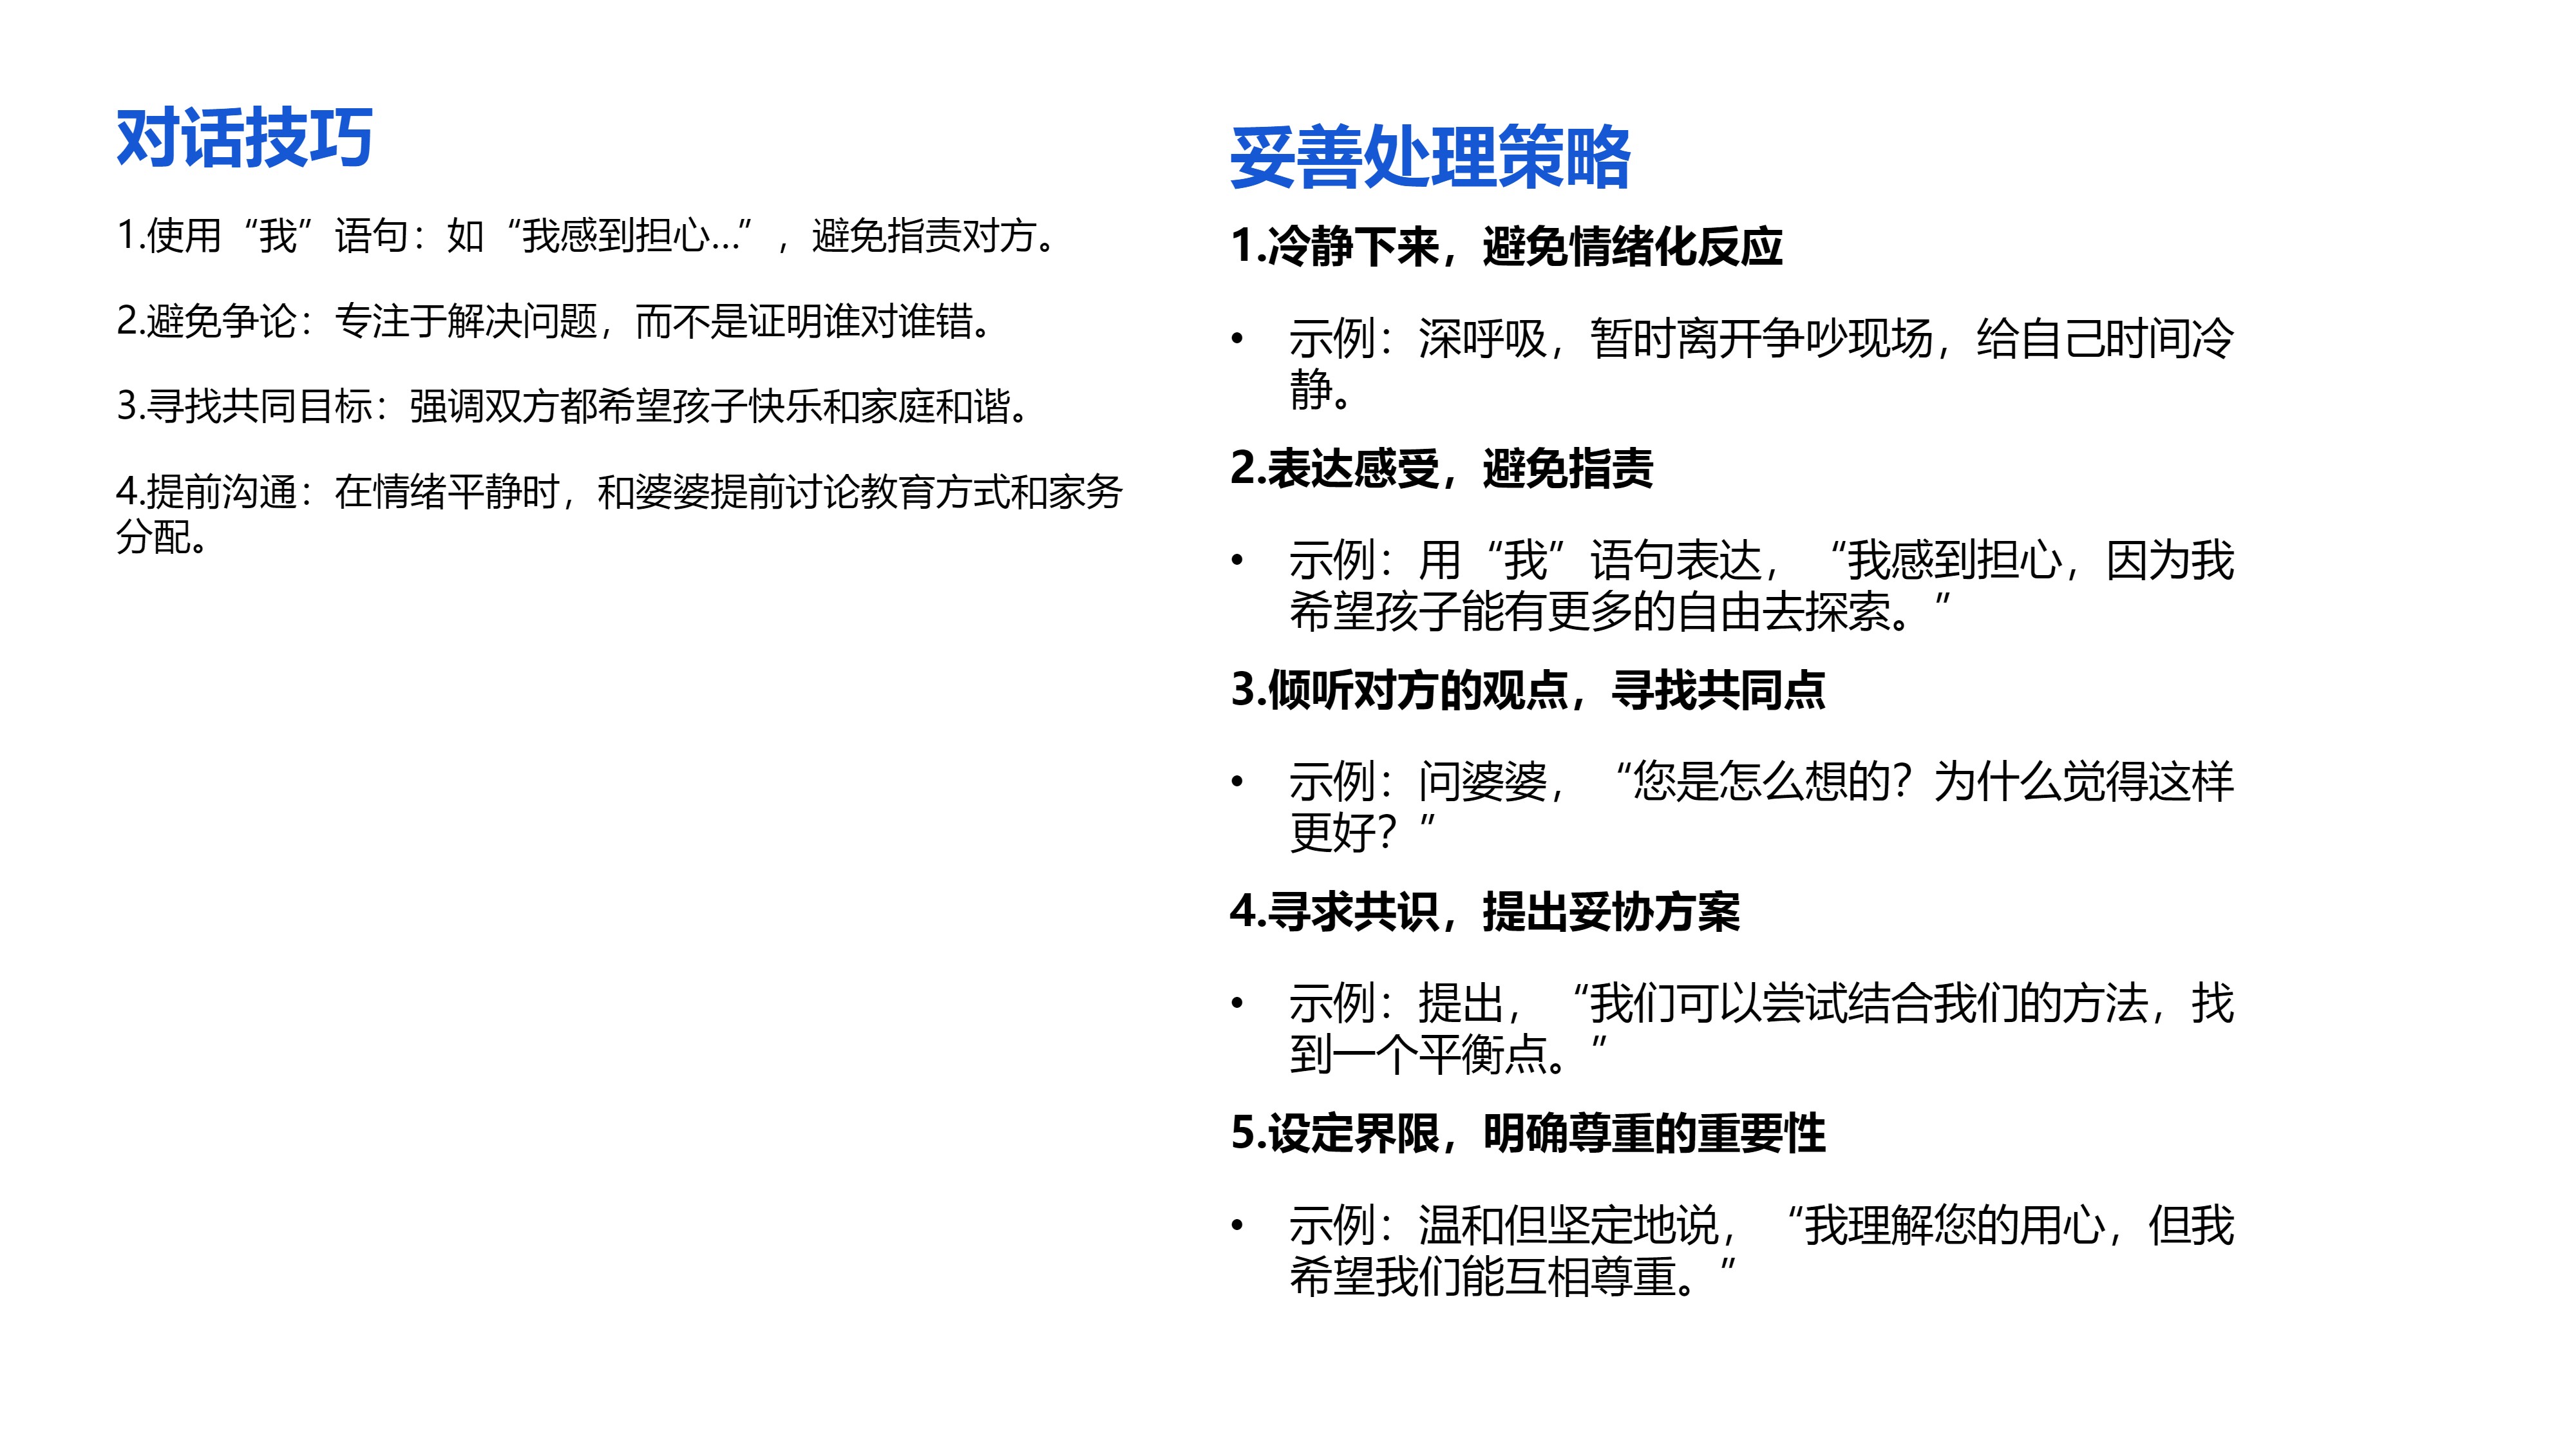 对话技巧
1.使用“我”语句：如“我感到担心...”，避免指责对方。
2.避免争论：专注于解决问题，而不是证明谁对谁错。
3.寻找共同目标：强调双方都希望孩子快乐和家庭和谐。
4.提前沟通：在情绪平静时，和婆婆提前讨论教育方式和家务
分配。
妥善处理策略
1.冷静下来，避免情绪化反应
• 示例：深呼吸，暂时离开争吵现场，给自己时间冷
静。
2.表达感受，避免指责
• 示例：用“我”语句表达，“我感到担心，因为我
希望孩子能有更多的自由去探索。”
3.倾听对方的观点，寻找共同点
• 示例：问婆婆，“您是怎么想的？为什么觉得这样
更好？”
4.寻求共识，提出妥协方案
• 示例：提出，“我们可以尝试结合我们的方法，找
到一个平衡点。”
5.设定界限，明确尊重的重要性
• 示例：温和但坚定地说，“我理解您的用心，但我
希望我们能互相尊重。”